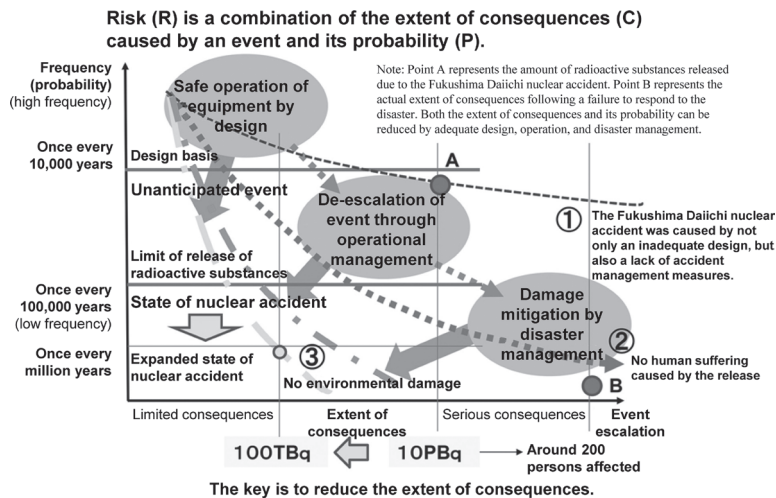 Risk (R) is a combination of the extent of consequences (C)
caused by an event and its probability (P).
Frequency
(probability)
(high frequency)
Safe operation of
equipment by
design
Note: Point A represents the amount of radioactive substances released
due to the Fukushima Daiichi nuclear accident. Point B represents the
actual extent of consequences following a failure to respond to the
disaster. Both the extent of consequences and its probability can be
reduced by adequate design, operation, and disaster management.
Once every
10,000 years
Design basis
A
Unanticipated event
De-escalation of
event through
operational
management
①
The Fukushima Daiichi nuclear
accident was caused by not
only an inadequate design, but
also a lack of accident
management measures.
Limit of release of
radioactive substances
Once every
100,000 years
(low frequency)
State of nuclear accident
Damage
mitigation by
disaster
management
②
No human suffering
caused by the release
Once every
million years
Expanded state of
nuclear accident
③
No environmental damage
B
Limited consequences
Extent of
consequences
Serious consequences
Event
escalation
100TBq
10PBq
Around 200
persons affected
The key is to reduce the extent of consequences.